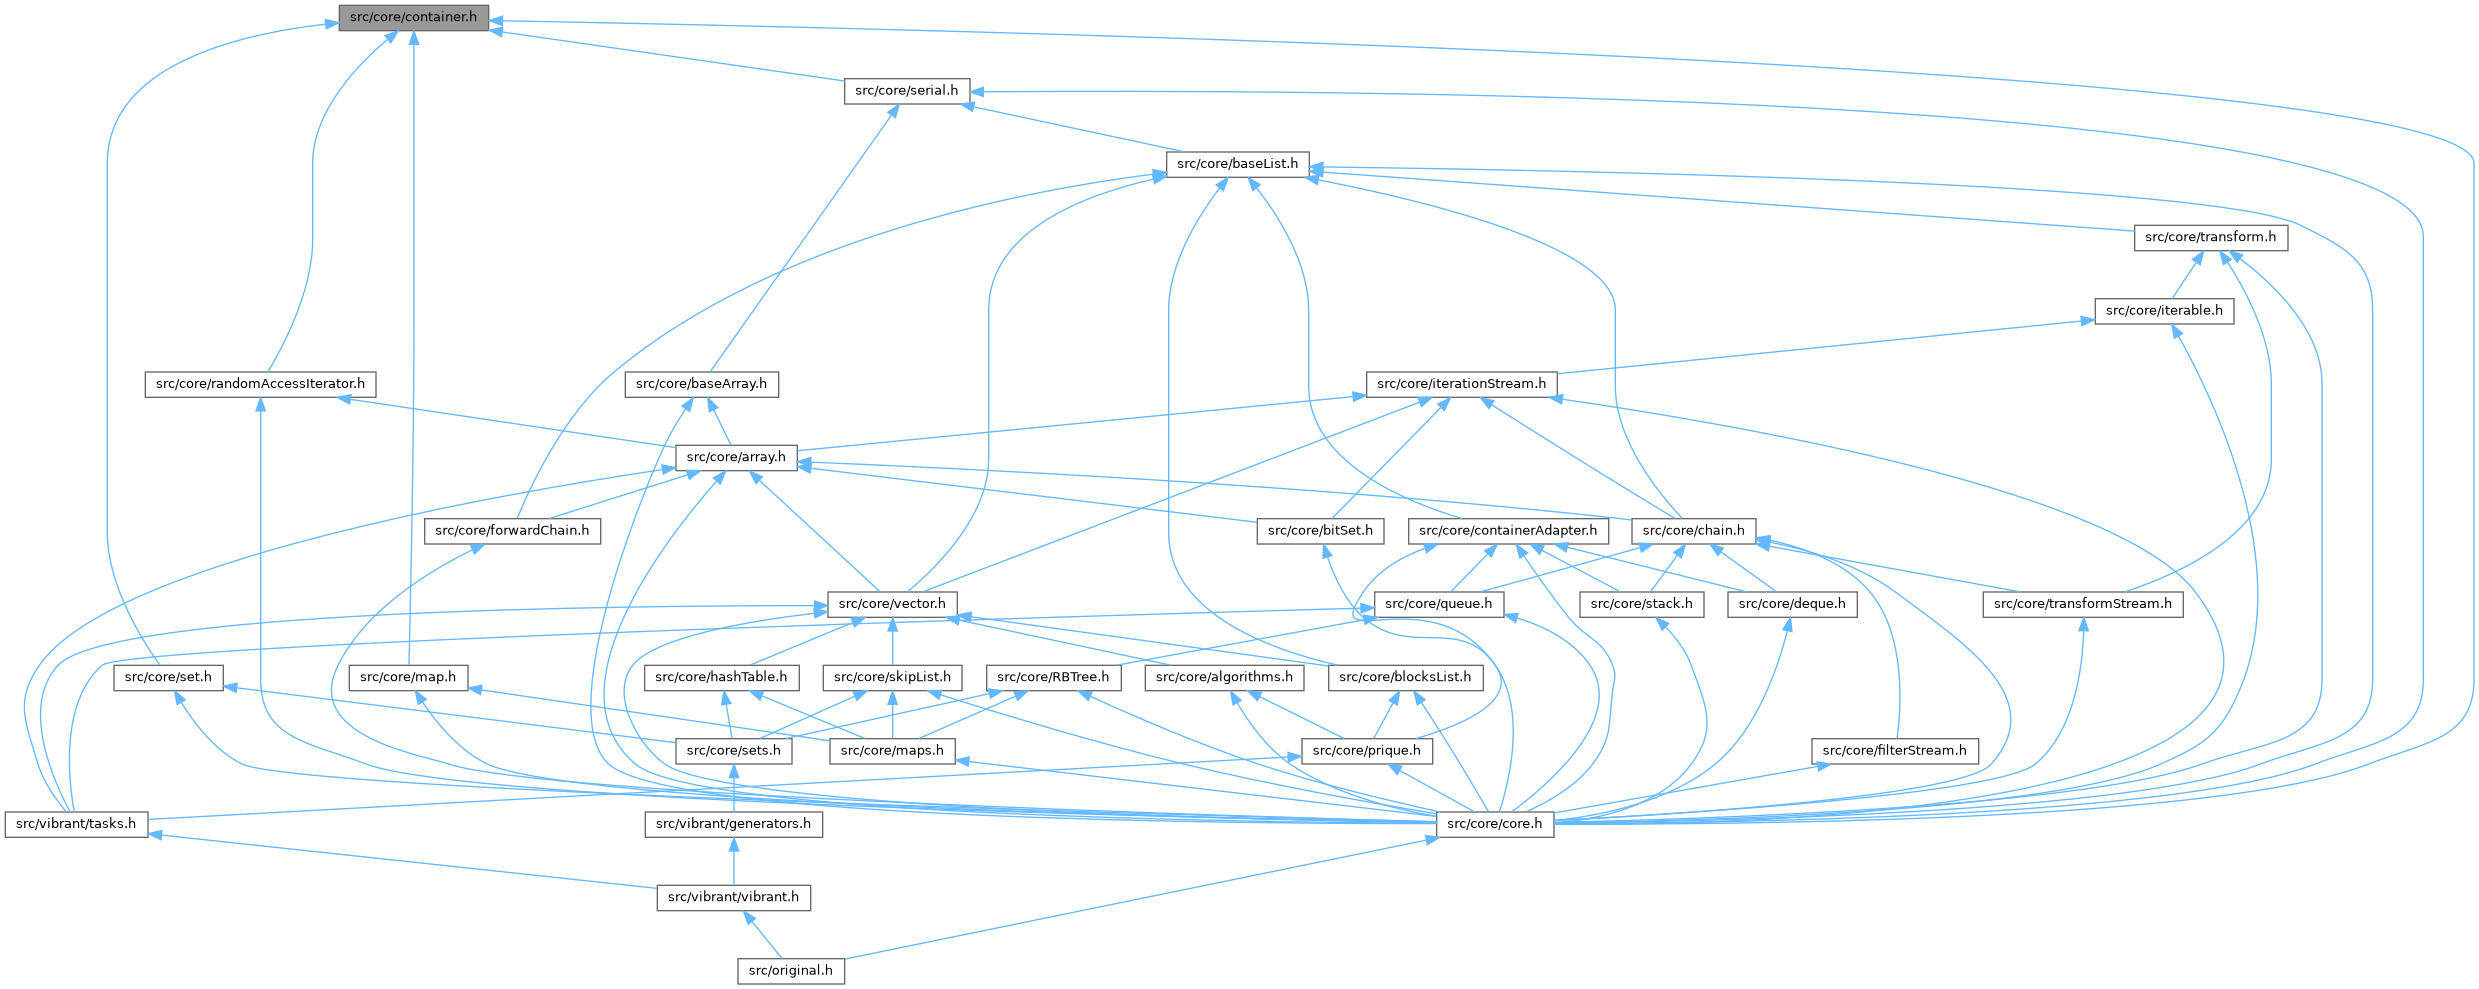 src/core/container.h
src/core/serial.h
src/core/baseList.h
src/core/transform.h
src/core/iterable.h
src/core/randomAccessIterator.h
src/core/baseArray.h
src/core/iterationStream.h
src/core/array.h
src/core/forwardChain.h
src/core/bitSet.h
src/core/containerAdapter.h
src/core/chain.h
src/core/vector.h
src/core/queue.h
src/core/stack.h
src/core/deque.h
src/core/transformStream.h
src/core/set.h
src/core/map.h
src/core/hashTable.h
src/core/skipList.h
src/core/RBTree.h
src/core/algorithms.h
src/core/blocksList.h
src/core/sets.h
src/core/maps.h
src/core/prique.h
src/core/filterStream.h
src/vibrant/tasks.h
src/vibrant/generators.h
src/core/core.h
src/vibrant/vibrant.h
src/original.h